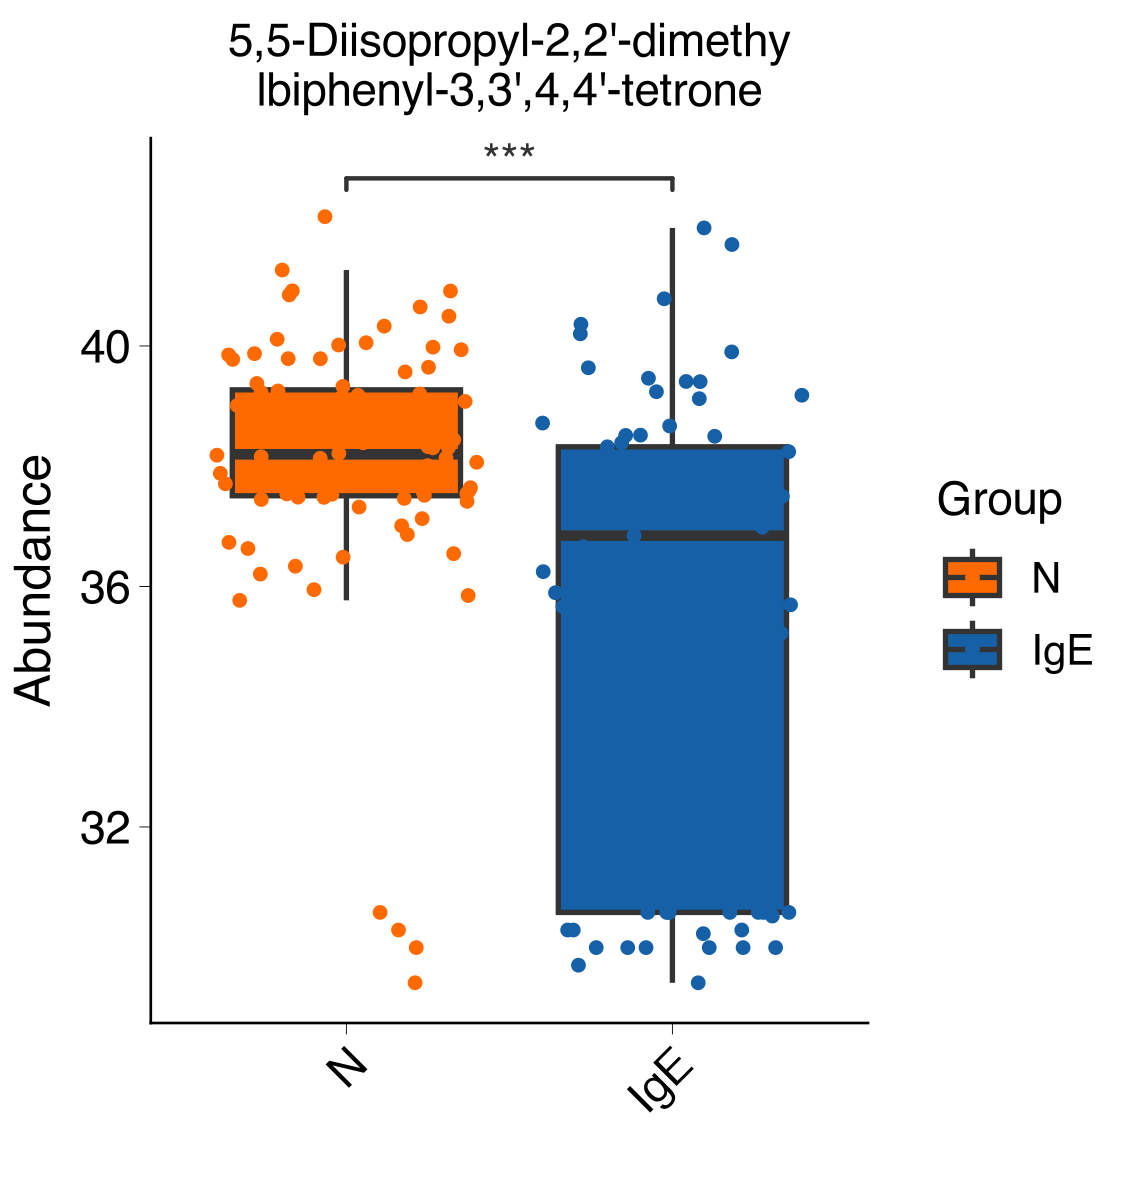 5,5-Diisopropyl-2,2'-dimethy
lbiphenyl-3,3',4,4'-tetrone
***
40
36
32
Abundance
N
IgE
Group
N
IgE